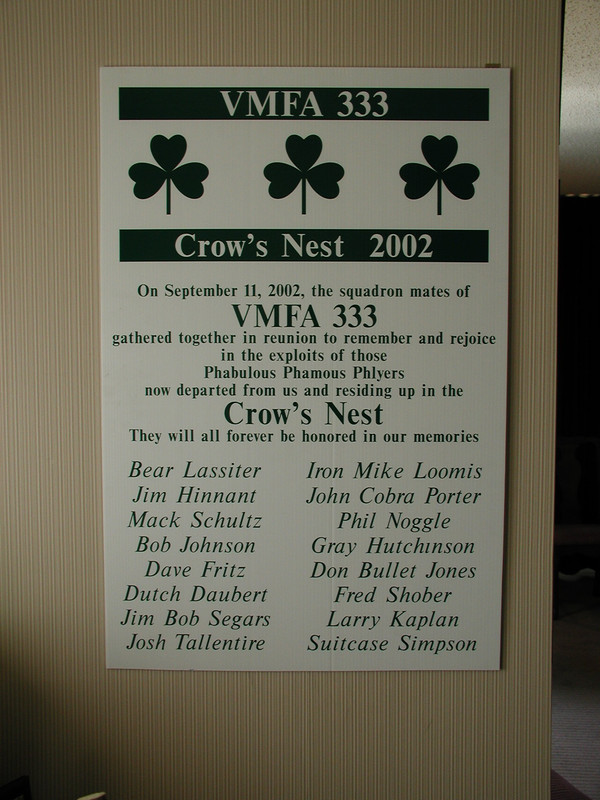 VMFA 333
Crow's Nest 2002
On September 11, 2002, the squadron mates of
VMFA 333
gathered together in reunion to remember and rejoice
in the exploits of those
Phabulous Phamous Phlyers
now departed from us and residing up in the
Crow's Nest
They will all forever be honored in our memories
Bear Lassiter Iron Mike Loomis
Jim Hinnant John Cobra Porter
Mack Schultz Phil Noggle
Bob Johnson Gray Hutchinson
Dave Fritz Don Bullet Jones
Dutch Daubert Fred Shober
Jim Bob Segars Larry Kaplan
Josh Tallentire Suitcase Simpson